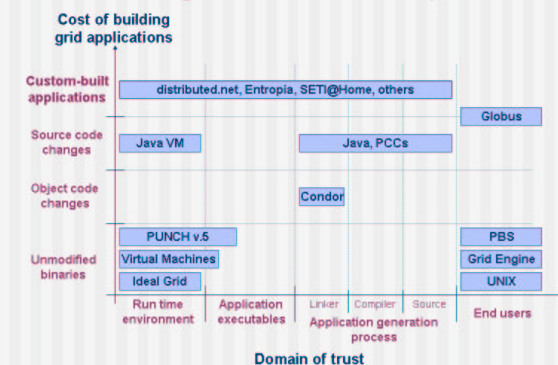 Cost of building
grid applications
Custom-built
applications
distributed.net, Entropia, SETI@Home, others
Globus
Source code
changes
Java VM
Java, PCCs
Object code
changes
Condor
Unmodified
binaries
PUNCH v.5
PBS
Virtual Machines
Grid Engine
Ideal Grid
UNIX
Run time
environment
Application
executables
Linker
Compiler
Source
Application generation
process
End users
Domain of trust